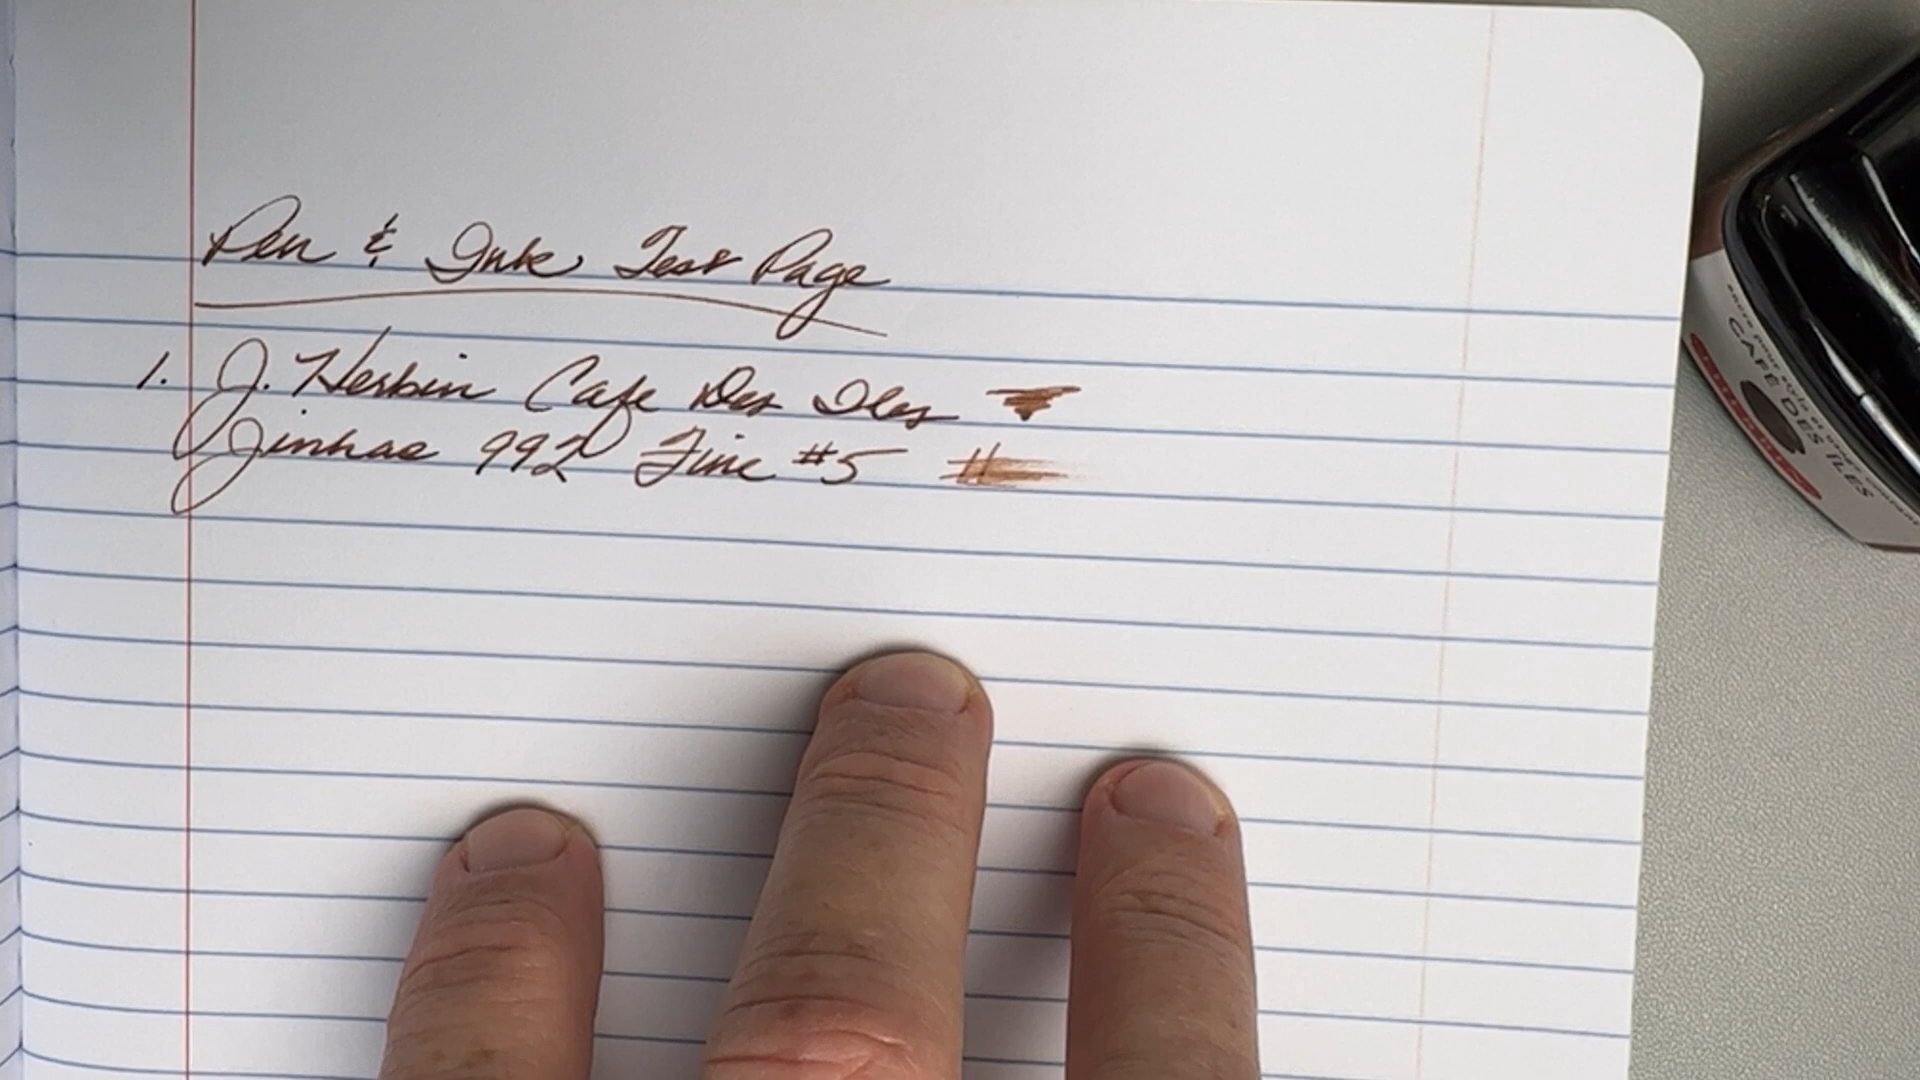 Pen & Ink Test Page
1. J. Herbin Cafe Des Iles
Jinhao 992 Fine #5
CAFÉ DES ÎLES